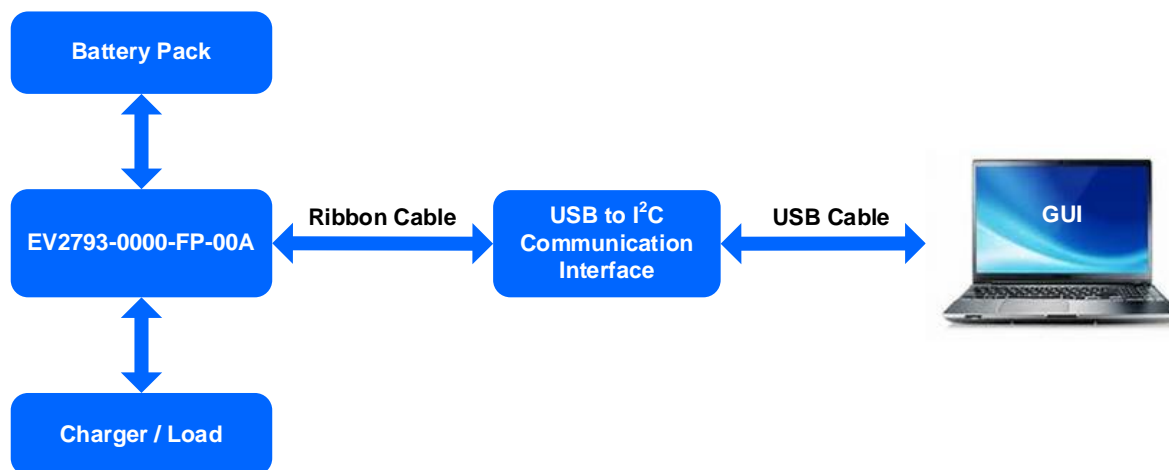 Battery Pack
EV2793-0000-FP-00A
Ribbon Cable
USB to I²C
Communication
Interface
USB Cable
GUI
Charger / Load